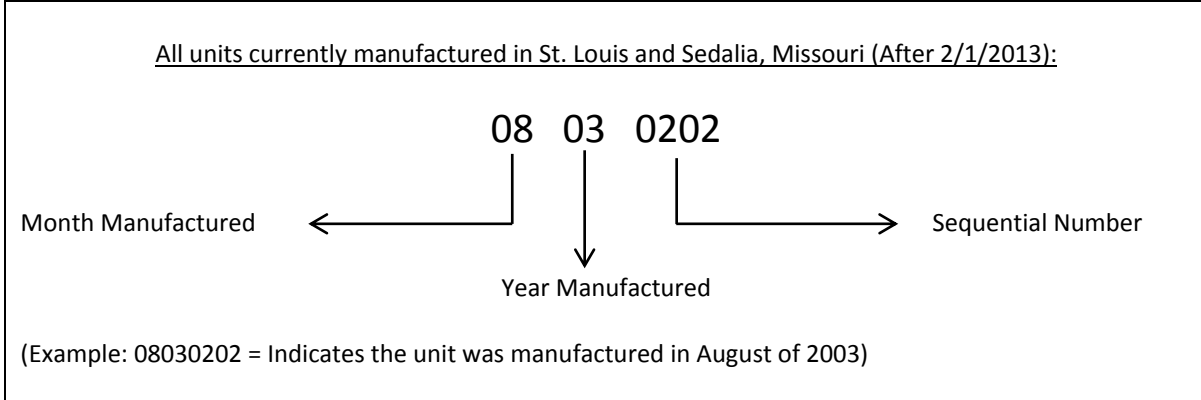 All units currently manufactured in St. Louis and Sedalia, Missouri (After 2/1/2013):
08 03 0202
Month Manufactured
Sequential Number
Year Manufactured
(Example: 08030202 = Indicates the unit was manufactured in August of 2003)